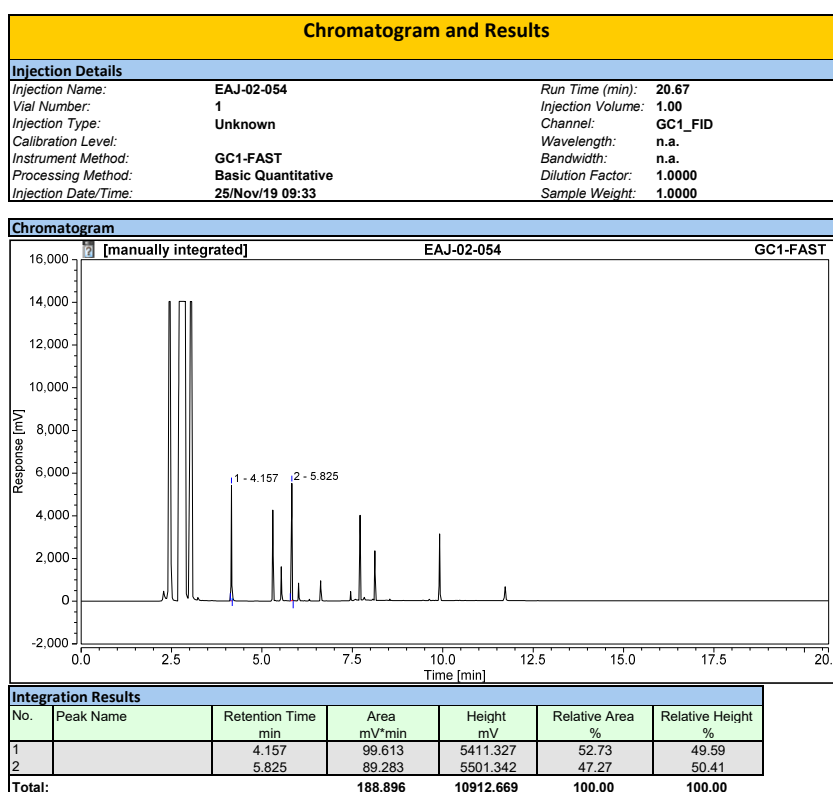 Chromatogram and Results
Injection Details
Injection Name: EAJ-02-054 Run Time (min): 20.67
Vial Number: 1 Injection Volume: 1.00
Injection Type: Unknown Channel: GC1_FID
Calibration Level: Wavelength: n.a.
Instrument Method: GC1-FAST Bandwidth: n.a.
Processing Method: Basic Quantitative Dilution Factor: 1.0000
Injection Date/Time: 25/Nov/19 09:33 Sample Weight: 1.0000
Chromatogram
? [manually integrated] EAJ-02-054 GC1-FAST
16,000
14,000
12,000
10,000
8,000
6,000
4,000
2,000
0
-2,000
Response [mV]
1 - 4.157 2 - 5.825
0.0 2.5 5.0 7.5 10.0 12.5 15.0 17.5 20.
Time [min]
Integration Results
No. Peak Name Retention Time Area Height Relative Area Relative Height
min mV*min mV % %
1 4.157 99.613 5411.327 52.73 49.59
2 5.825 89.283 5501.342 47.27 50.41
Total: 188.896 10912.669 100.00 100.00